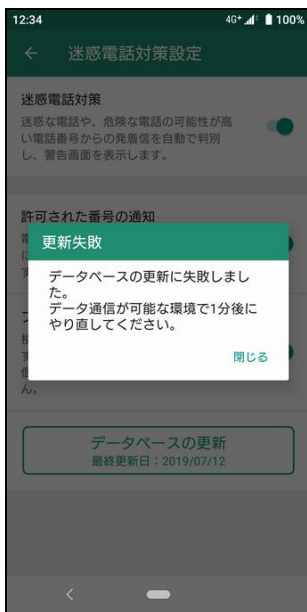 12:34
4G+ 100%
迷惑電話対策設定
迷惑電話対策
迷惑な電話や、危険な電話の可能性が高
い電話番号からの発着信を自動で判別
し、警告画面を表示します。
許可された番号の通知
更新失敗
データベースの更新に失敗しまし
た。
データ通信が可能な環境で1分後に
やり直してください。
閉じる
ん。
データベースの更新
最終更新日：2019/07/12